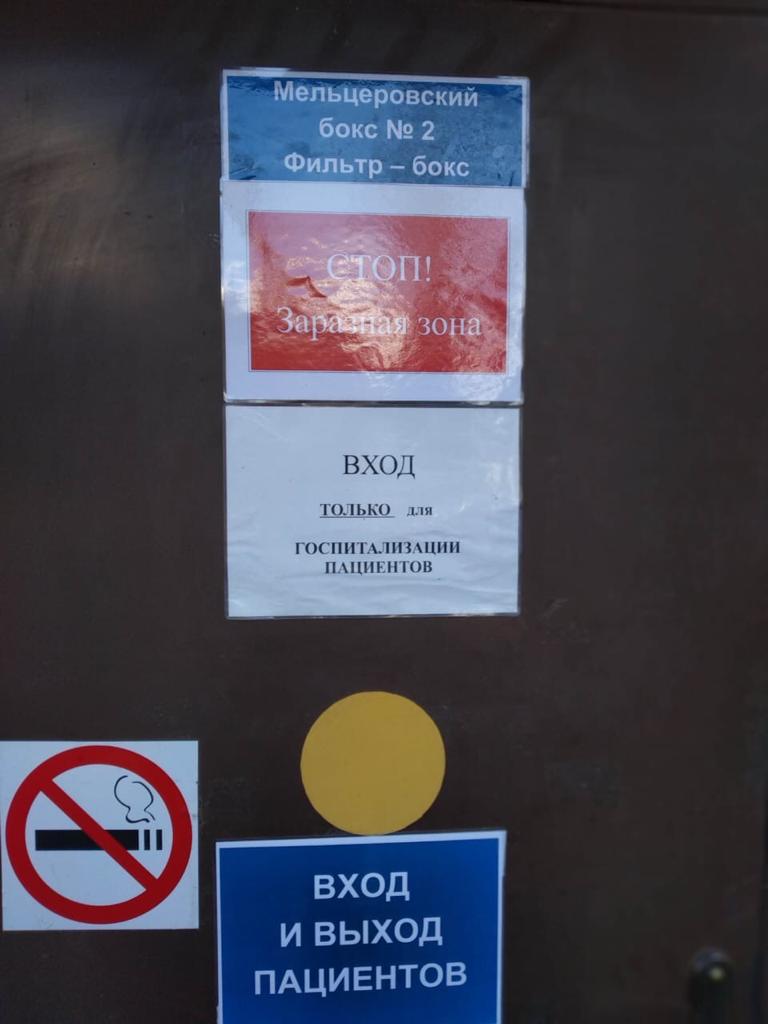 Мельцеровский
бокс № 2
Фильтр – бокс
СТОП!
Заразная зона
ВХОД
ТОЛЬКО для
ГОСПИТАЛИЗАЦИИ
ПАЦИЕНТОВ
ВХОД
И ВЫХОД
ПАЦИЕНТОВ